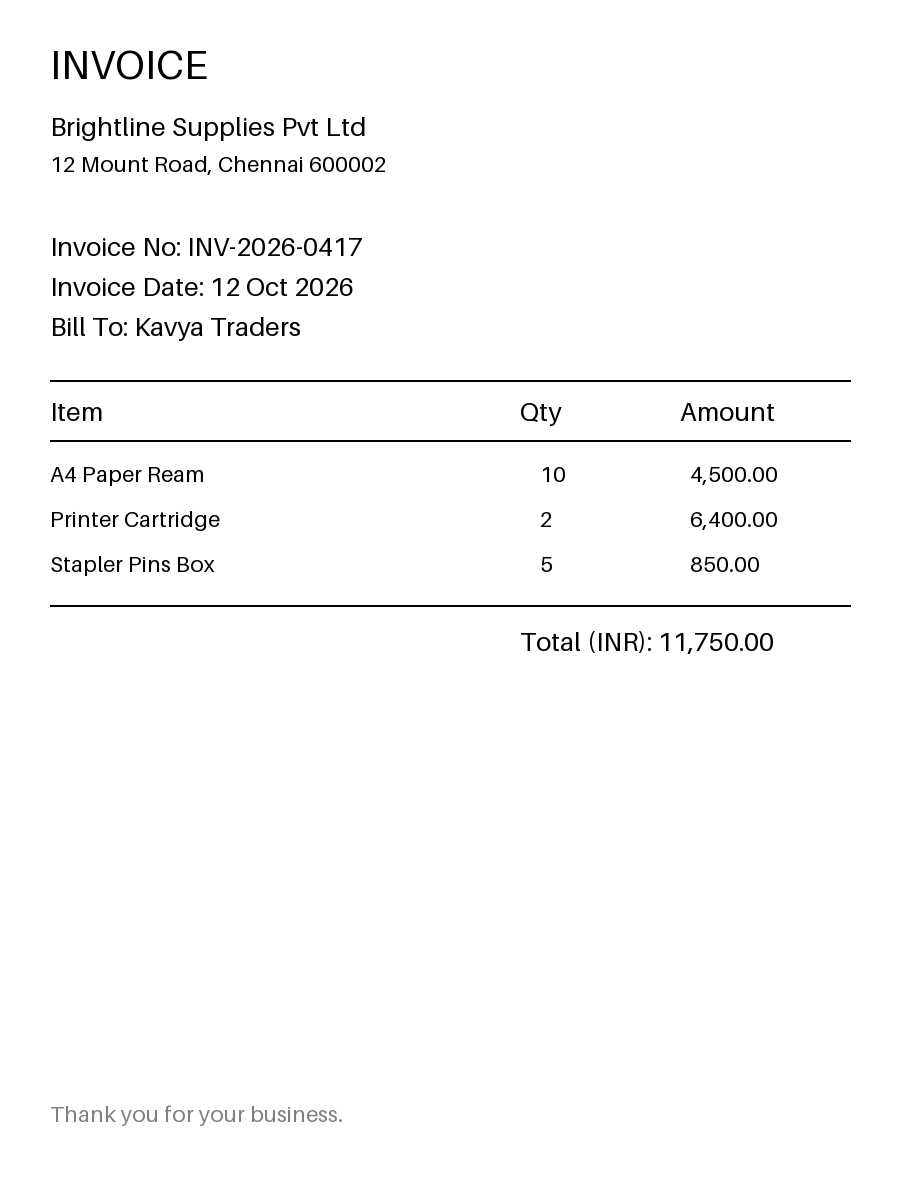 INVOICE
Brightline Supplies Pvt Ltd
12 Mount Road, Chennai 600002
Invoice No: INV-2026-0417
Invoice Date: 12 Oct 2026
Bill To: Kavya Traders
Item Qty Amount
A4 Paper Ream 10 4,500.00
Printer Cartridge 2 6,400.00
Stapler Pins Box 5 850.00
Total (INR): 11,750.00
Thank you for your business.